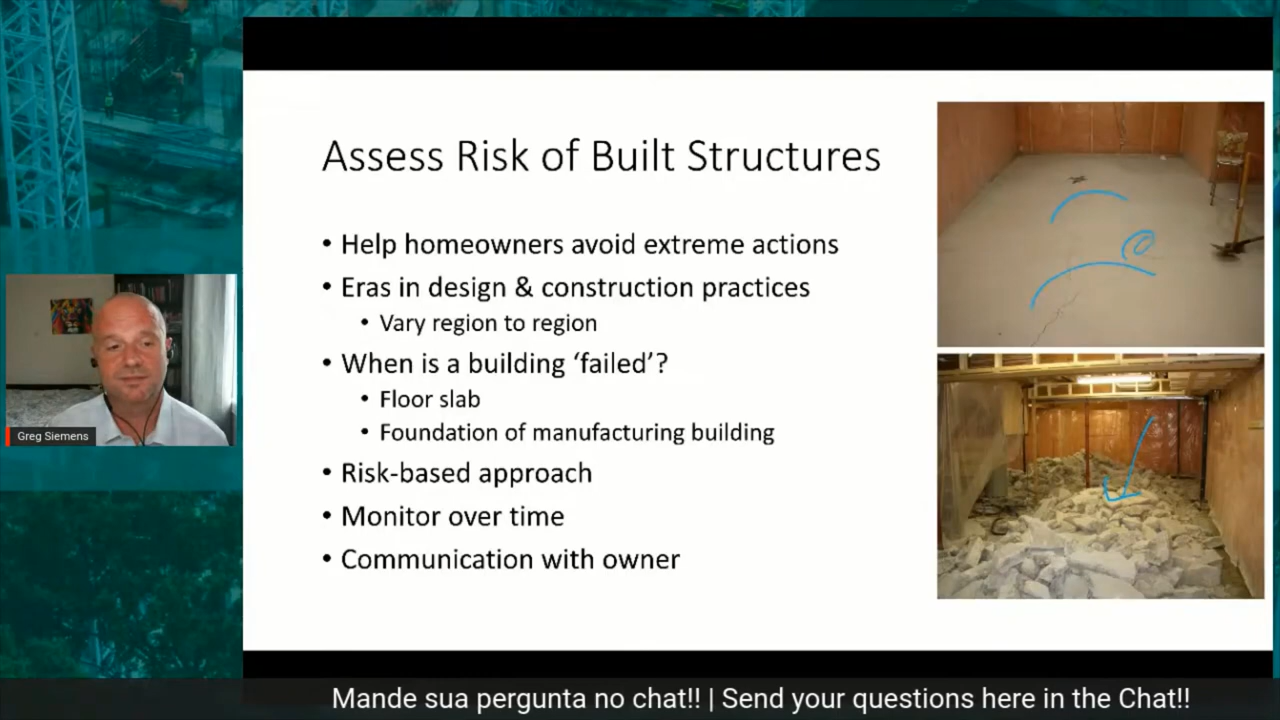 Assess Risk of Built Structures
• Help homeowners avoid extreme actions
• Eras in design & construction practices
• Vary region to region
• When is a building ‘failed’?
• Floor slab
• Foundation of manufacturing building
• Risk-based approach
• Monitor over time
• Communication with owner
Greg Siemens
Mande sua pergunta no chat!! | Send your questions here in the Chat!!